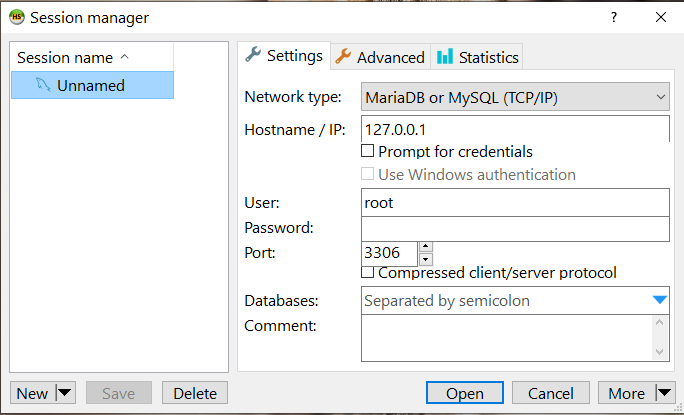 HS Session manager ?
Session name
Unnamed
Settings Advanced Statistics
Network type: MariaDB or MySQL (TCP/IP)
Hostname / IP: 127.0.0.1
Prompt for credentials
Use Windows authentication
User: root
Password:
Port: 3306
Compressed client/server protocol
Databases: Separated by semicolon
Comment:
New Save Delete Open Cancel More